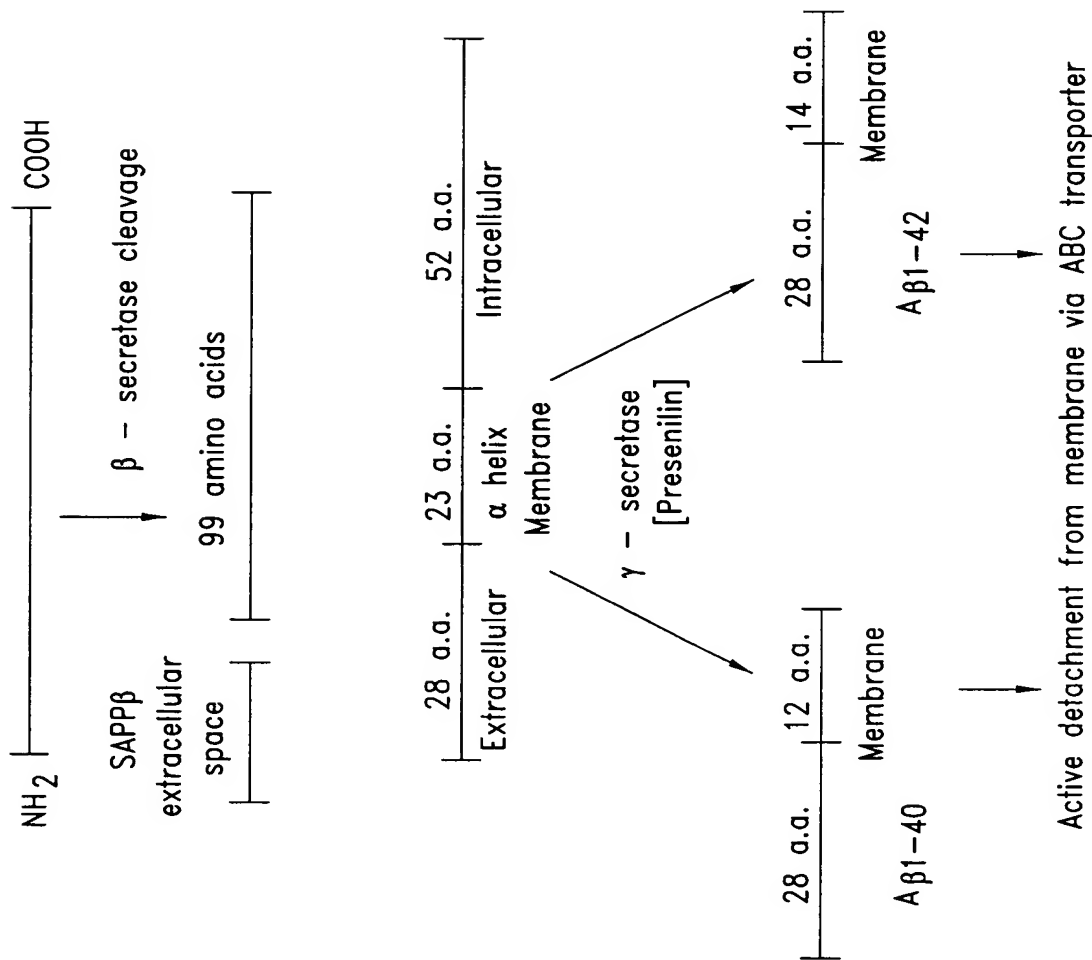 NH2 COOH
β – secretase cleavage
SAPPβ
extracellular
space
99 amino acids
28 a.a. 23 a.a. 52 a.a.
Extracellular α helix Intracellular
Membrane
γ – secretase
[Presenilin]
28 a.a. 12 a.a. 28 a.a. 14 a.a.
Membrane Membrane
Aβ1–40 Aβ1–42
Active detachment from membrane via ABC transporter